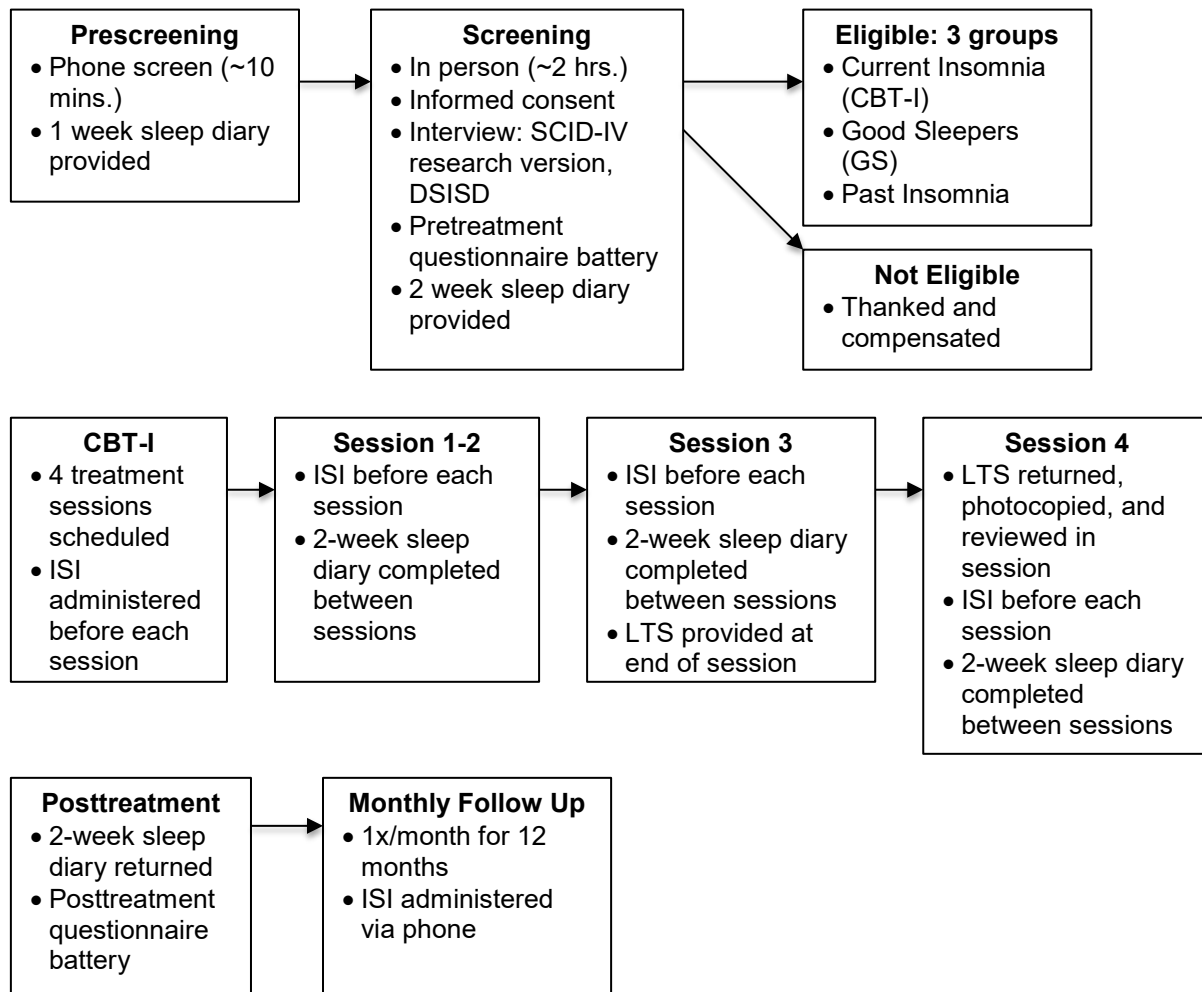 Prescreening
• Phone screen (~10
mins.)
• 1 week sleep diary
provided
Screening
• In person (~2 hrs.)
• Informed consent
• Interview: SCID-IV
research version,
DSISD
• Pretreatment
questionnaire battery
• 2 week sleep diary
provided
Eligible: 3 groups
• Current Insomnia
(CBT-I)
• Good Sleepers
(GS)
• Past Insomnia
Not Eligible
• Thanked and
compensated
CBT-I
• 4 treatment
sessions
scheduled
• ISI
administered
before each
session
Session 1-2
• ISI before each
session
• 2-week sleep
diary completed
between
sessions
Session 3
• ISI before each
session
• 2-week sleep diary
completed
between sessions
• LTS provided at
end of session
Session 4
• LTS returned,
photocopied, and
reviewed in
session
• ISI before each
session
• 2-week sleep diary
completed
between sessions
Posttreatment
• 2-week sleep
diary returned
• Posttreatment
questionnaire
battery
Monthly Follow Up
• 1x/month for 12
months
• ISI administered
via phone